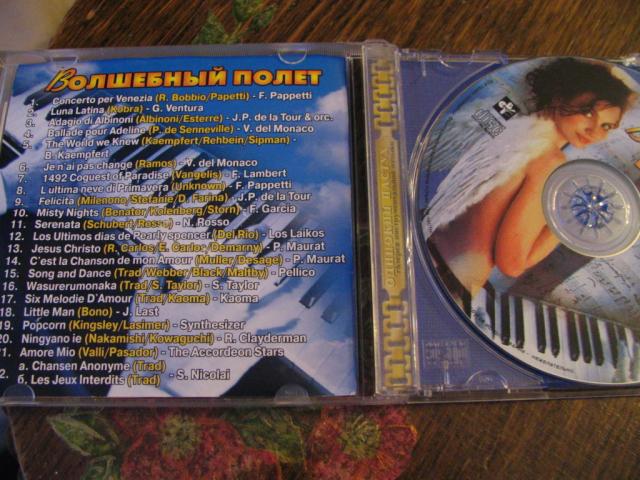 ВОЛШЕБНЫЙ ПОЛЕТ
1. Concerto per Venezia (R. Bobbio/Papetti) - F. Pappetti
2. Luna Latina (Kobra) - G. Ventura
3. Adagio di Albinoni (Albinoni/Esterre) - J.P. de la Tour & orc.
4. Ballade pour Adeline (P. de Senneville) - V. del Monaco
5. The World we Knew (Kaempfert/Rehbein/Sipman) -
B. Kaempfert
6. Je n'ai pas change (Ramos) - V. del Monaco
7. 1492 Coquest of Paradise (Vangelis) - F. Lambert
8. L ultima neve di Primavera (Unknown) - F. Pappetti
9. Felicita (Milenono, Stefanie/D. Farina) - J.P. de la Tour
10. Misty Nights (Benator/Kolenberg/Storn) - F. Garcia
11. Serenata (Schubert/Rosso) - N. Rosso
12. Los Ultimos dias de Pearly spencer (Del Rio) - Los Laikos
13. Jesus Christo (R. Carlos/E. Carlos/Demarny) - P. Maurat
14. C'est la Chanson de mon Amour (Muller/Desage) - P. Maurat
15. Song and Dance (Trad/Webber/Black/Maltby) - Pellico
16. Wasurerumonaka (Trad/S. Taylor) - S. Taylor
17. Six Melodie D'Amour (Trad/Kaoma) - Kaoma
18. Little Man (Bono) - J. Last
19. Popcorn (Kingsley/Lasimer) - Synthesizer
20. Ningyano ie (Nakamishi/Kowaguchi) - R. Clayderman
21. Amore Mio (Valli/Pasador) - The Accordeon Stars
а. Chansen Anonyme (Trad)
2. - S. Nicolai
б. Les Jeux Interdits (Trad)
ОДИНОКИЙ ПАСТУХ